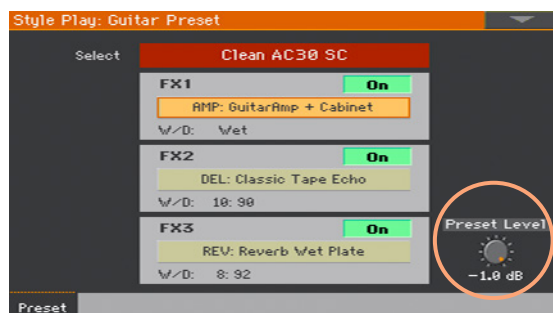 Style Play: Guitar Preset
Select
Clean AC30 SC
FX1
On
AMP: GuitarAmp + Cabinet
W/D: Wet
FX2
On
DEL: Classic Tape Echo
W/D: 10:90
FX3
On
REV: Reverb Wet Plate
W/D: 8:92
Preset Level
-1.0 dB
Preset